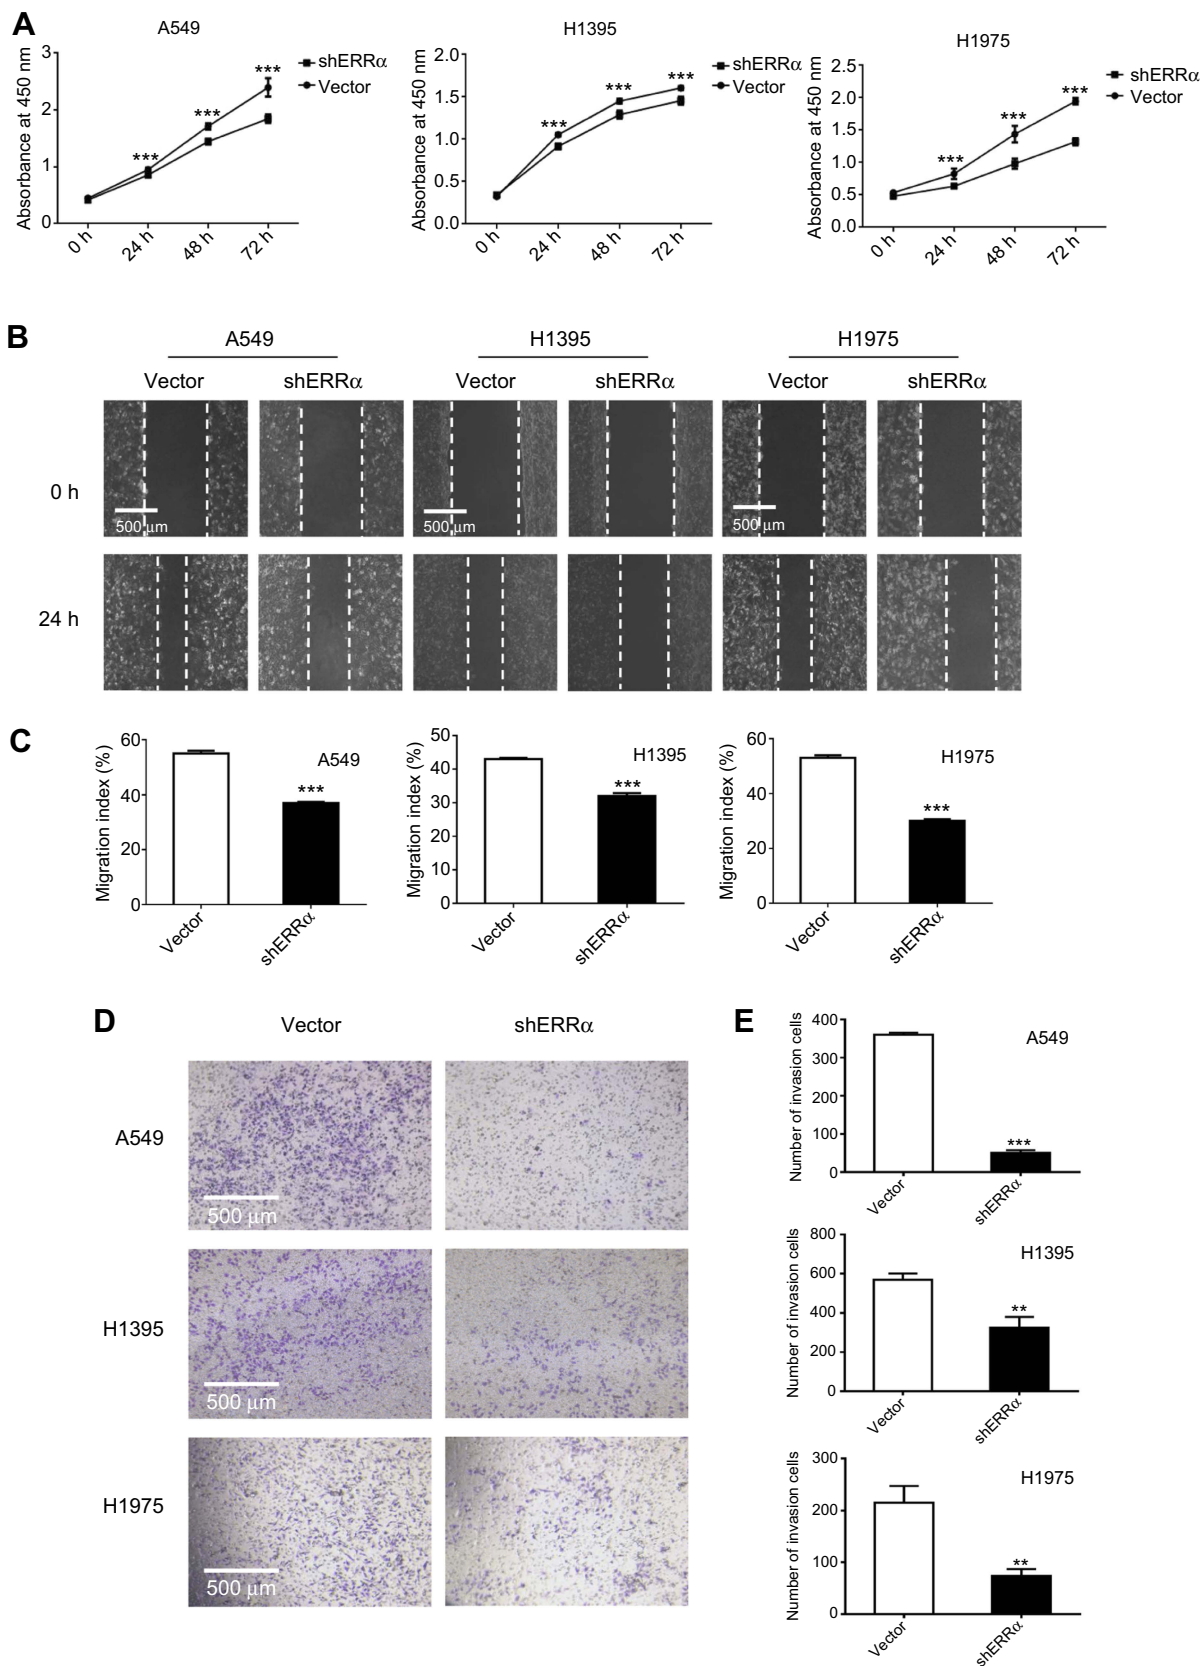 A
A549
Absorbance at 450 nm
3
2
1
0
***
***
***
shERRα
Vector
0 h
24 h
48 h
72 h
H1395
Absorbance at 450 nm
2.0
1.5
1.0
0.5
0.0
***
***
***
shERRα
Vector
0 h
24 h
48 h
72 h
H1975
Absorbance at 450 nm
2.5
2.0
1.5
1.0
0.5
0.0
***
***
***
shERRα
Vector
0 h
24 h
48 h
72 h
B
A549
H1395
H1975
Vector
shERRα
Vector
shERRα
Vector
shERRα
0 h
500 μm
500 μm
500 μm
24 h
C
Migration index (%)
60
40
20
0
A549
***
Vector
shERRα
Migration index (%)
50
40
30
20
10
0
H1395
***
Vector
shERRα
Migration index (%)
60
40
20
0
H1975
***
Vector
shERRα
D
Vector
shERRα
A549
500 μm
H1395
500 μm
H1975
500 μm
E
Number of invasion cells
400
300
200
100
0
A549
***
Vector
shERRα
Number of invasion cells
800
600
400
200
0
H1395
**
Vector
shERRα
Number of invasion cells
300
200
100
0
H1975
**
Vector
shERRα